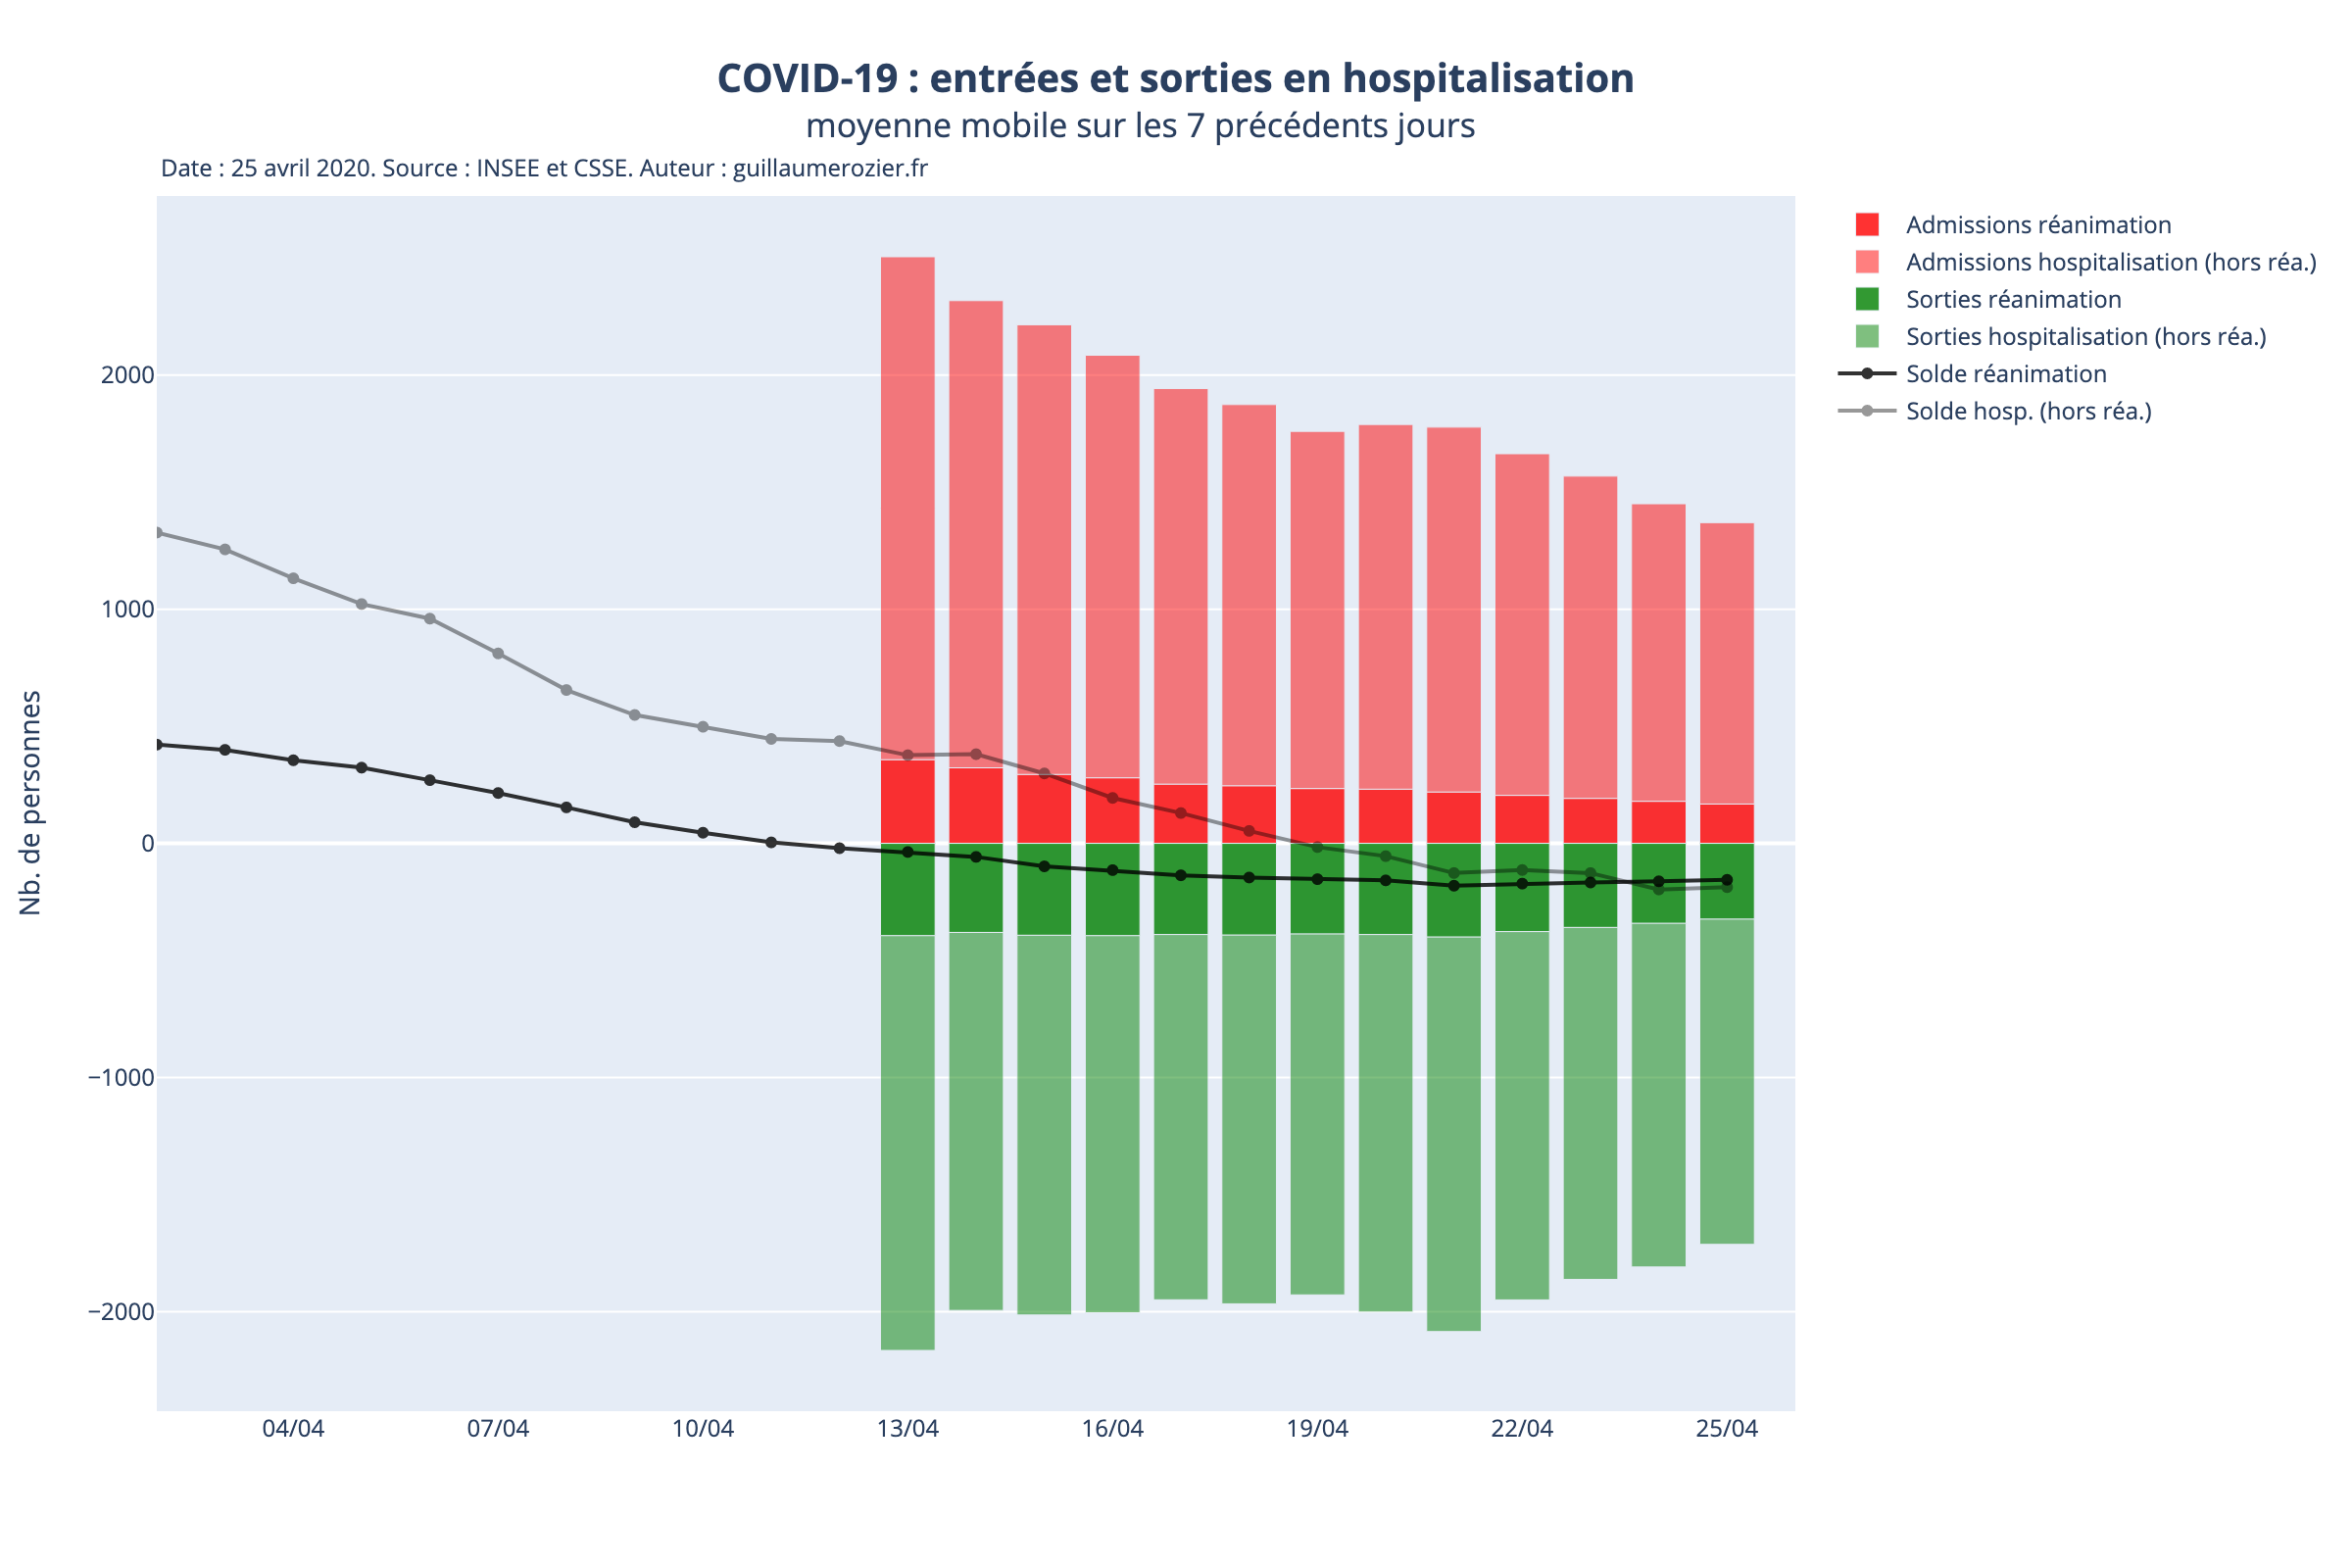 COVID-19 : entrées et sorties en hospitalisation
moyenne mobile sur les 7 précédents jours
Date : 25 avril 2020. Source : INSEE et CSSE. Auteur : guillaumerozier.fr
Admissions réanimation
Admissions hospitalisation (hors réa.)
Sorties réanimation
Sorties hospitalisation (hors réa.)
Solde réanimation
Solde hosp. (hors réa.)
Nb. de personnes
2000
1000
0
−1000
−2000
04/04
07/04
10/04
13/04
16/04
19/04
22/04
25/04